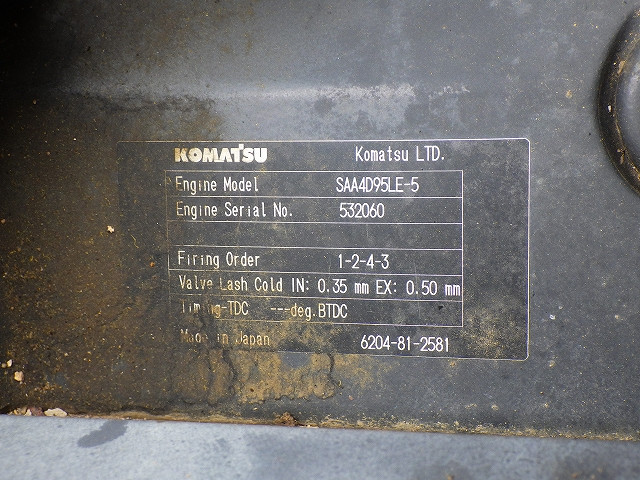 KOMATSU Komatsu LTD.
Engine Model SAA4D95LE-5
Engine Serial No. 532060
Firing Order 1-2-4-3
Valve Lash Cold IN: 0.35 mm EX: 0.50 mm
Timing-TDC ---deg.BTDC
Made in Japan 6204-81-2581